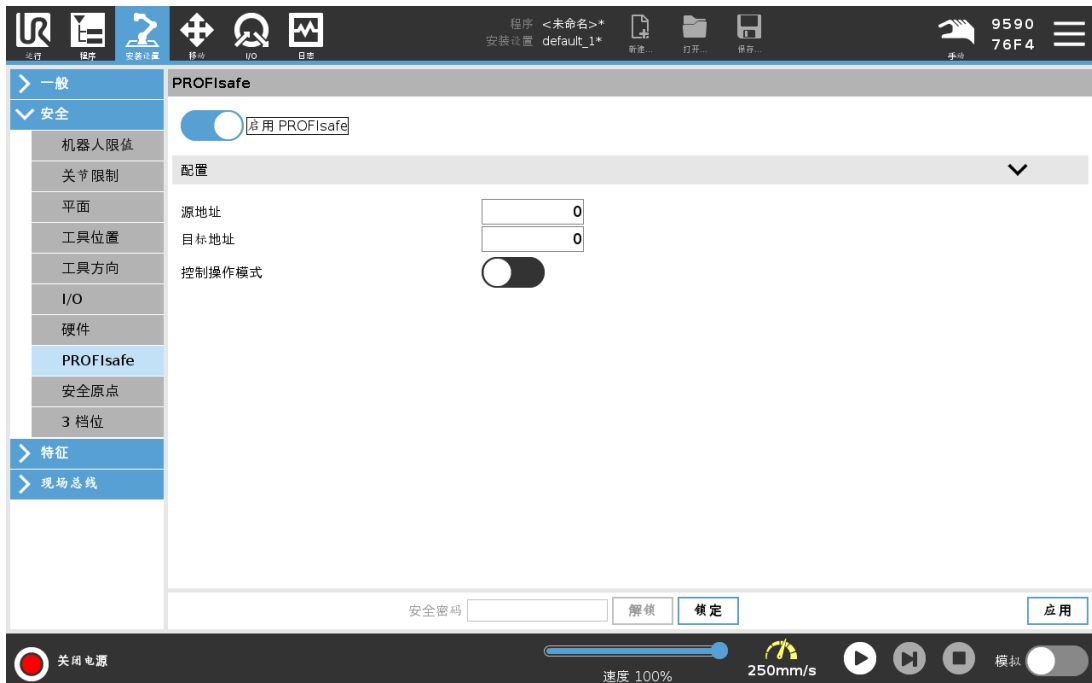 UR
运行
程序
安装设置
移动
I/O
日志
程序 <未命名>*
安装设置 default_1*
新建...
打开...
保存...
手动
9590
76F4
一般
安全
机器人限值
关节限制
平面
工具位置
工具方向
I/O
硬件
PROFIsafe
安全原点
3 档位
特征
现场总线
PROFIsafe
启用 PROFIsafe
配置
源地址 0
目标地址 0
控制操作模式
安全密码 解锁 锁定 应用
关闭电源
速度 100%
250mm/s
模拟